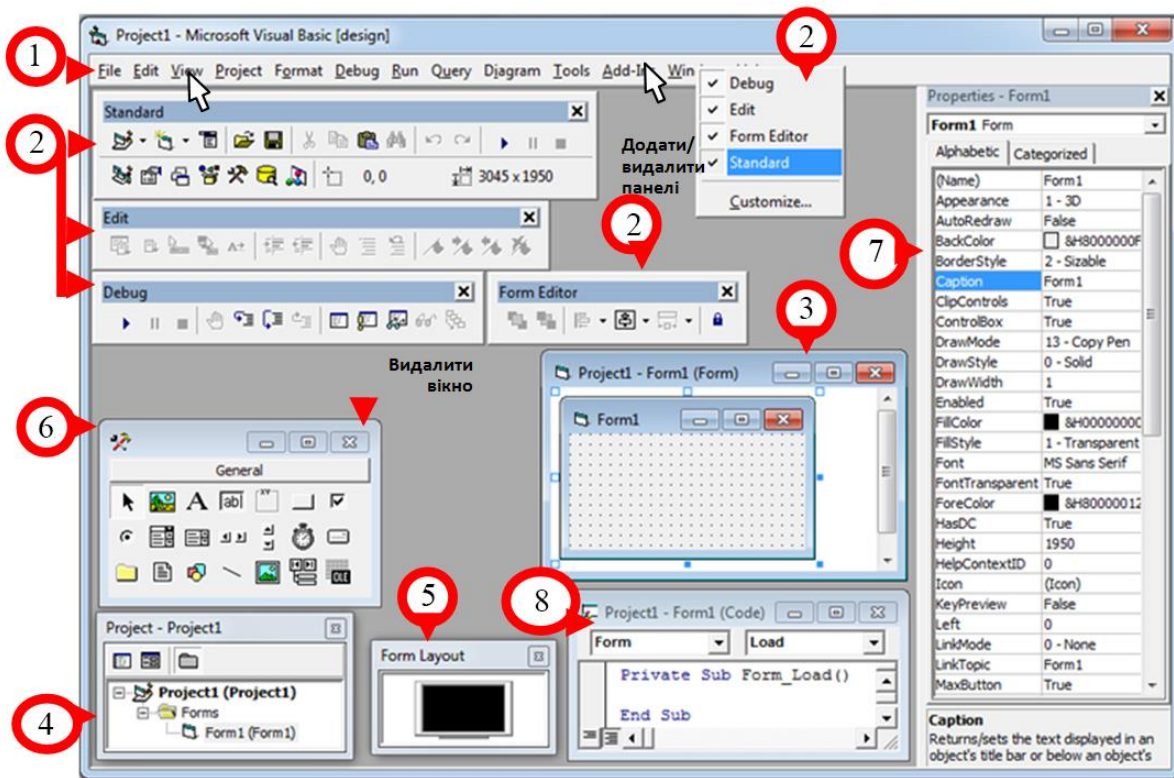 Project1 - Microsoft Visual Basic [design]
1
2
File Edit View Project Format Debug Run Query Diagram Tools Add-In Win
Debug
Edit
Form Editor
Standard
Customize...
Standard
2
0, 0
3045 x 1950
Додати/
видалити
панелі
Edit
2
Debug
Form Editor
Видалити
вікно
3
Project1 - Form1 (Form)
Form1
6
General
5
8
Project - Project1
Project1 (Project1)
Forms
Form1 (Form1)
4
Form Layout
Project1 - Form1 (Code)
Form
Load
Private Sub Form_Load()
End Sub
7
Properties - Form1
Form1 Form
Alphabetic Categorized
(Name) Form1
Appearance 1 - 3D
AutoRedraw False
BackColor &H8000000F
BorderStyle 2 - Sizable
Caption Form1
ClipControls True
ControlBox True
DrawMode 13 - Copy Pen
DrawStyle 0 - Solid
DrawWidth 1
Enabled True
FillColor &H00000000
FillStyle 1 - Transparent
Font MS Sans Serif
FontTransparent True
ForeColor &H80000012
HasDC True
Height 1950
HelpContextID 0
Icon (Icon)
KeyPreview False
Left 0
LinkMode 0 - None
LinkTopic Form1
MaxButton True
Caption
Returns/sets the text displayed in an
object's title bar or below an object's